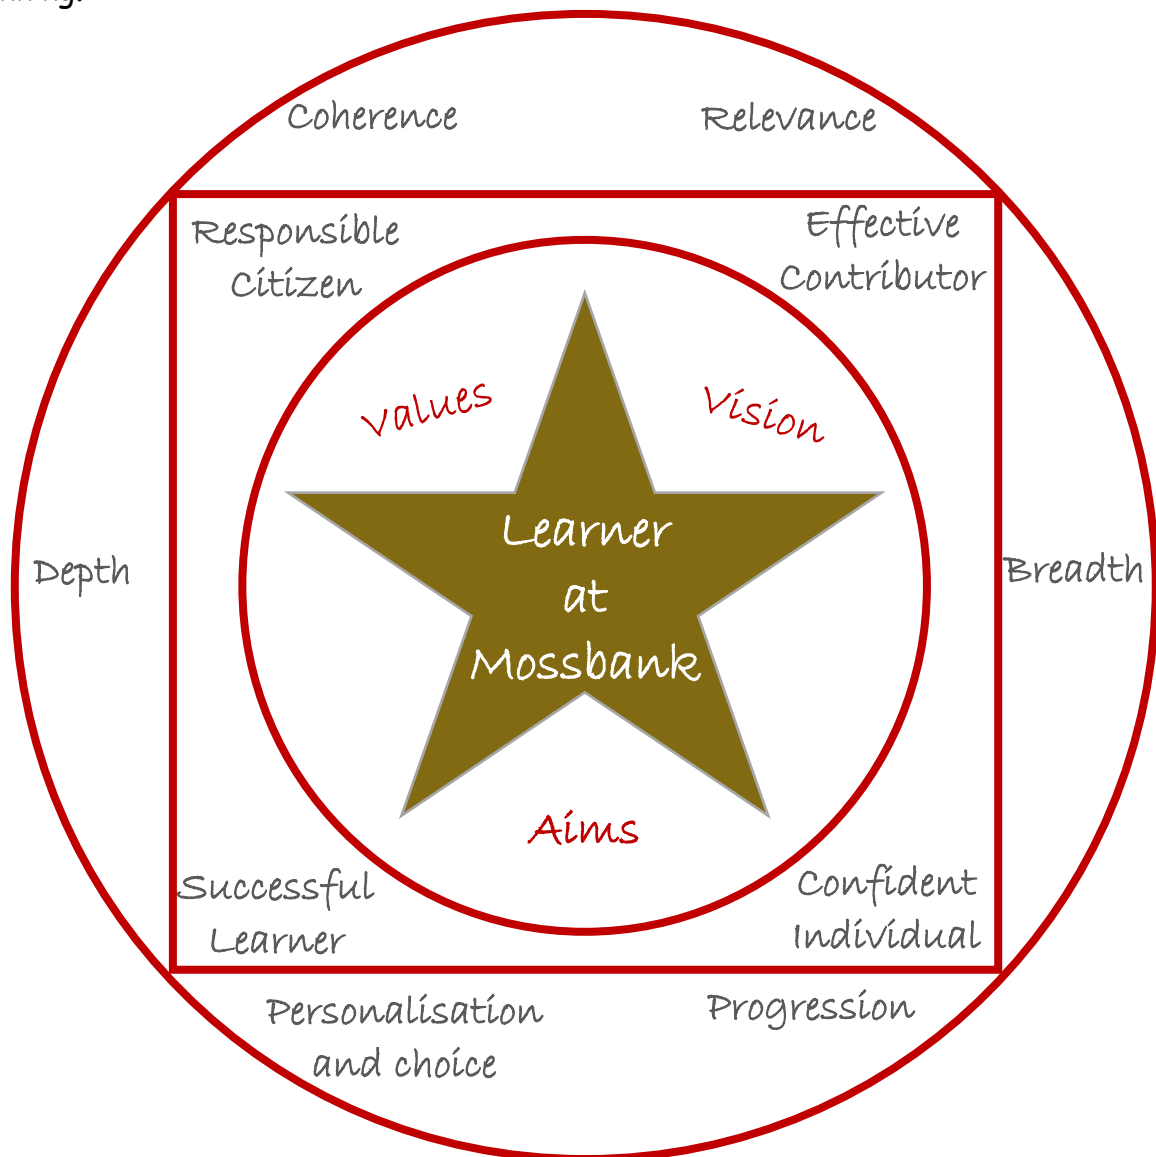 Coherence
Relevance
Responsible
Citizen
Effective
Contributor
Values
Vision
Learner
at
Mossbank
Depth
Breadth
Aims
Successful
Learner
Confident
Individual
Personalisation
and choice
Progression